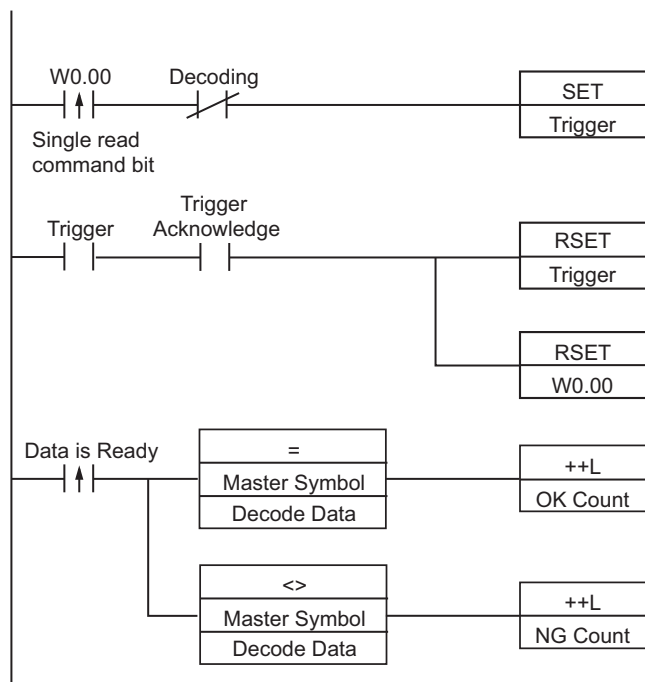 W0.00
Decoding
SET
Trigger
Single read
command bit
Trigger
Trigger
Acknowledge
RSET
Trigger
RSET
W0.00
Data is Ready
=
Master Symbol
Decode Data
++L
OK Count
<>
Master Symbol
Decode Data
++L
NG Count